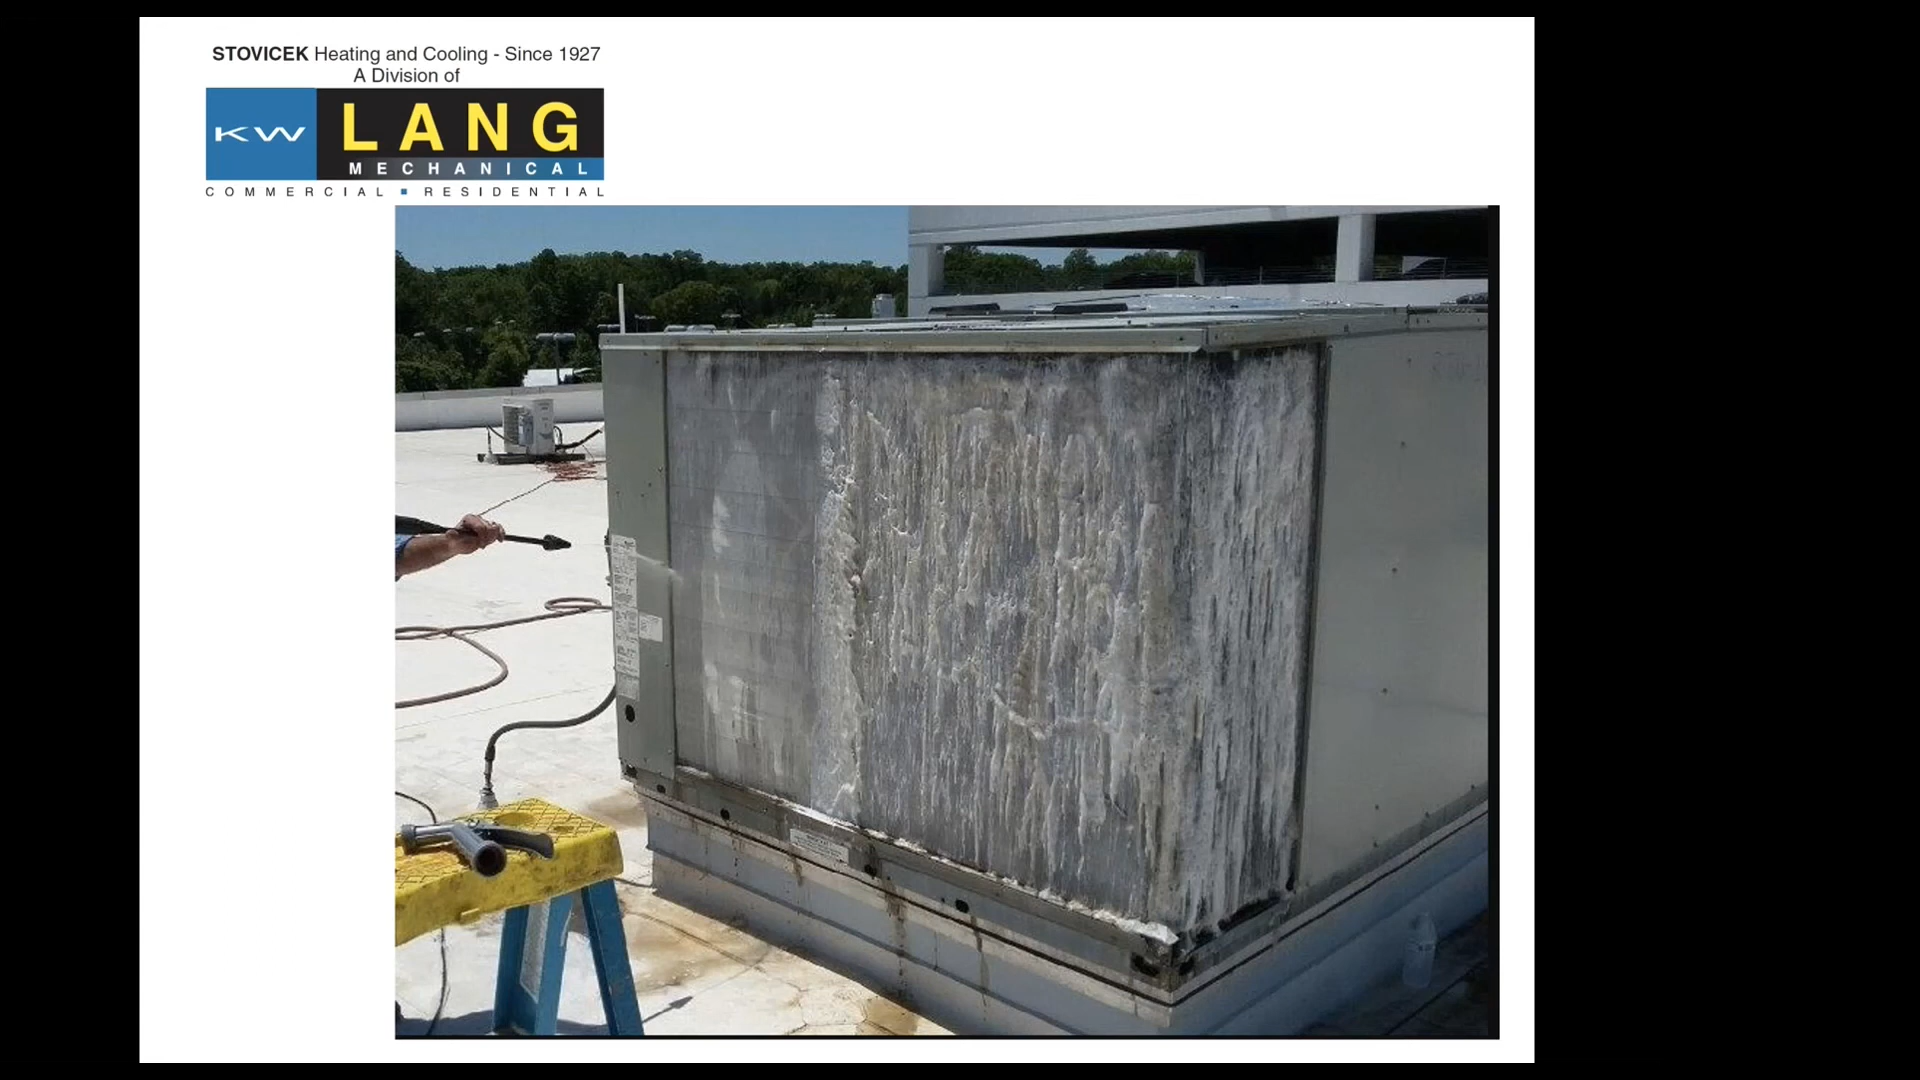 STOVICEK Heating and Cooling - Since 1927
A Division of
KW LANG
MECHANICAL
COMMERCIAL ▪ RESIDENTIAL